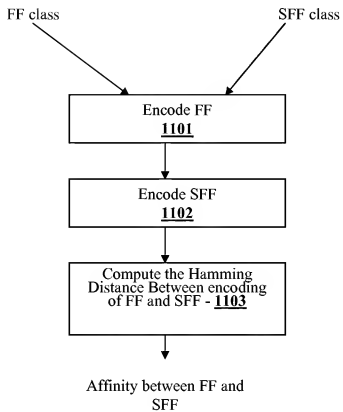 FF class
SFF class
Encode FF
1101
Encode SFF
1102
Compute the Hamming
Distance Between encoding
of FF and SFF - 1103
Affinity between FF and
SFF